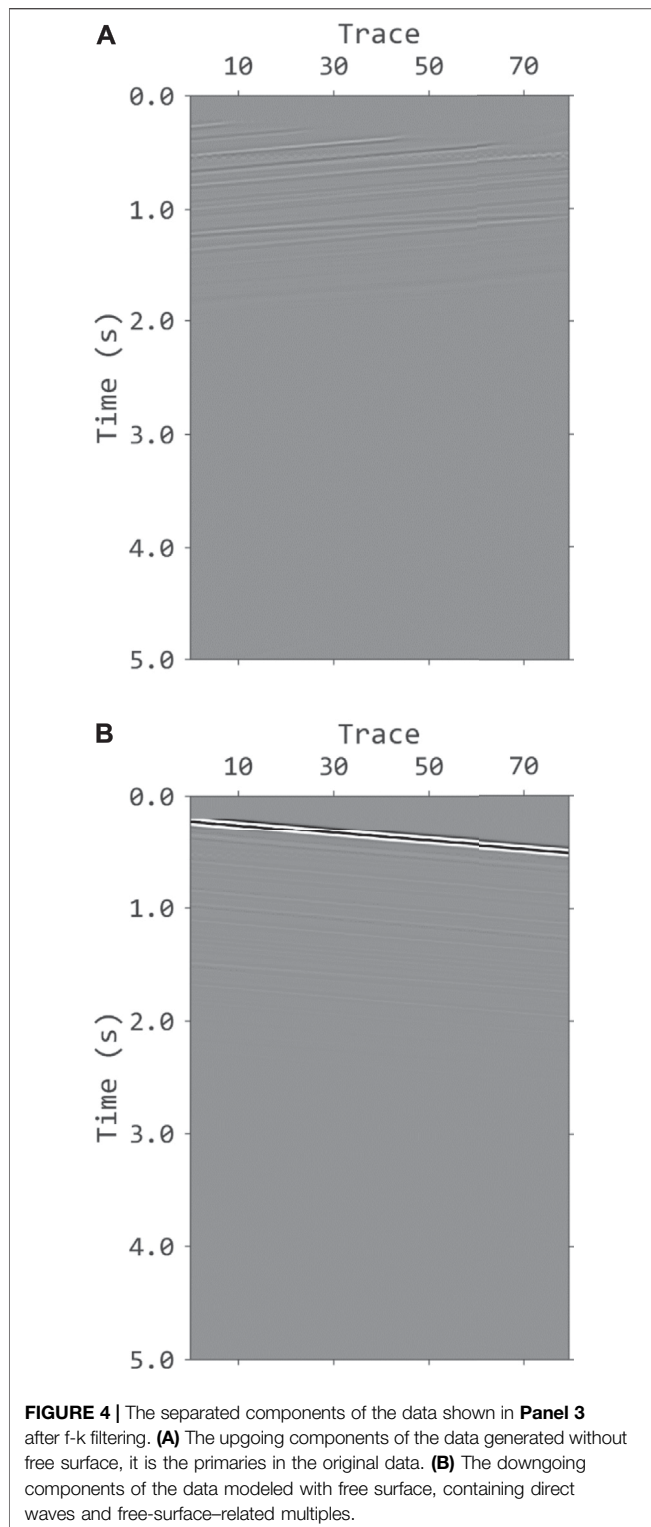 A
Trace
10 30 50 70
0.0
1.0
2.0
3.0
4.0
5.0
Time (s)
B
Trace
10 30 50 70
0.0
1.0
2.0
3.0
4.0
5.0
Time (s)
FIGURE 4 | The separated components of the data shown in Panel 3
after f-k filtering. (A) The upgoing components of the data generated without
free surface, it is the primaries in the original data. (B) The downgoing
components of the data modeled with free surface, containing direct
waves and free-surface–related multiples.